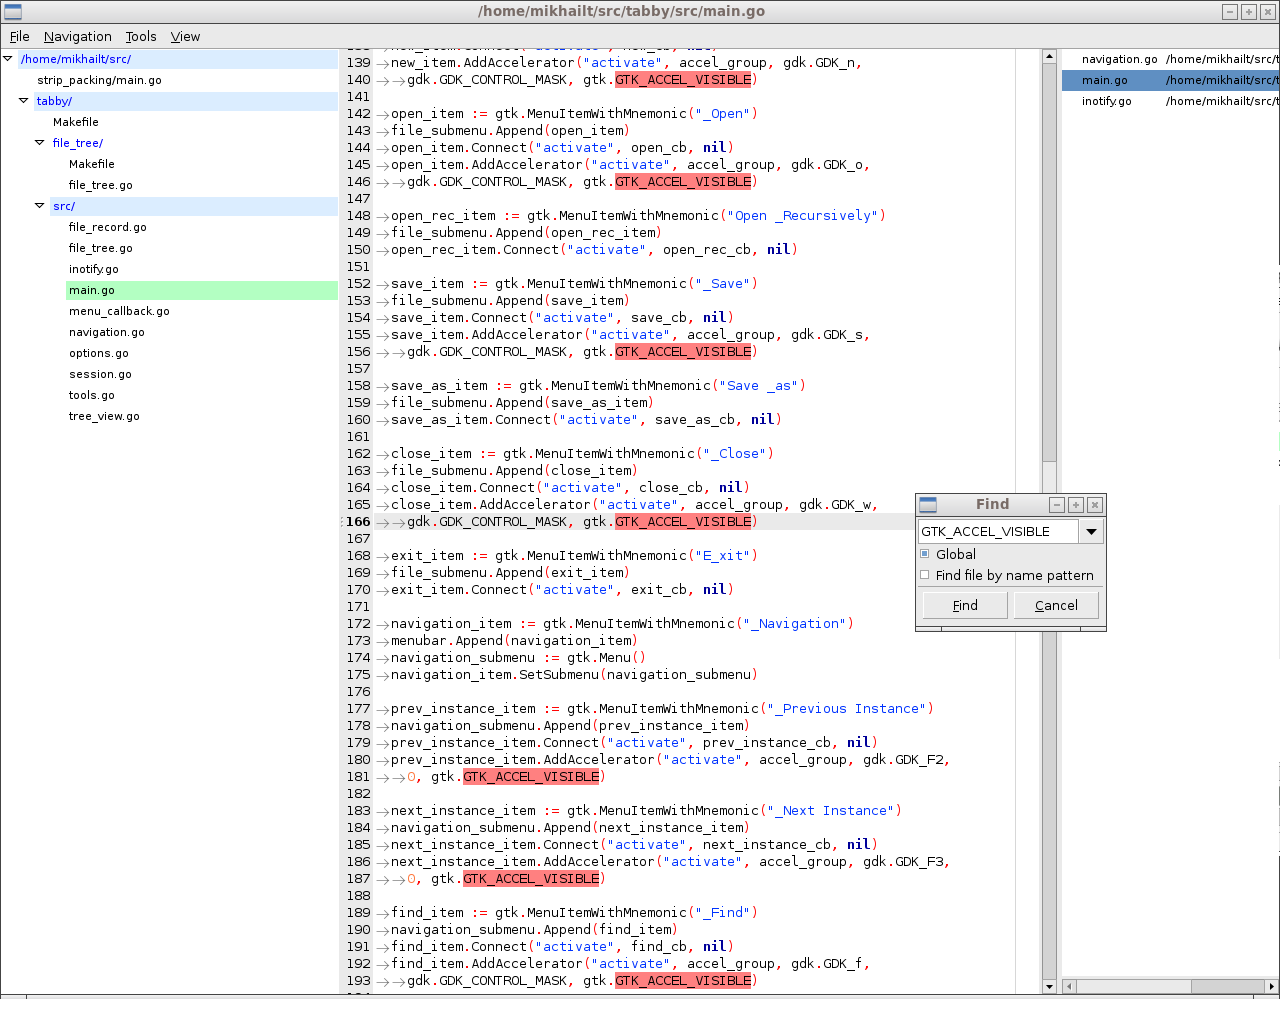 /home/mikhailt/src/tabby/src/main.go
File Navigation Tools View
/home/mikhailt/src/
strip_packing/main.go
tabby/
Makefile
file_tree/
Makefile
file_tree.go
src/
file_record.go
file_tree.go
inotify.go
main.go
menu_callback.go
navigation.go
options.go
session.go
tools.go
tree_view.go
139 new_item.AddAccelerator("activate", accel_group, gdk.GDK_n,
140 gdk.GDK_CONTROL_MASK, gtk.GTK_ACCEL_VISIBLE)
141
142 open_item := gtk.MenuItemWithMnemonic("_Open")
143 file_submenu.Append(open_item)
144 open_item.Connect("activate", open_cb, nil)
145 open_item.AddAccelerator("activate", accel_group, gdk.GDK_o,
146 gdk.GDK_CONTROL_MASK, gtk.GTK_ACCEL_VISIBLE)
147
148 open_rec_item := gtk.MenuItemWithMnemonic("Open _Recursively")
149 file_submenu.Append(open_rec_item)
150 open_rec_item.Connect("activate", open_rec_cb, nil)
151
152 save_item := gtk.MenuItemWithMnemonic("_Save")
153 file_submenu.Append(save_item)
154 save_item.Connect("activate", save_cb, nil)
155 save_item.AddAccelerator("activate", accel_group, gdk.GDK_s,
156 gdk.GDK_CONTROL_MASK, gtk.GTK_ACCEL_VISIBLE)
157
158 save_as_item := gtk.MenuItemWithMnemonic("Save _as")
159 file_submenu.Append(save_as_item)
160 save_as_item.Connect("activate", save_as_cb, nil)
161
162 close_item := gtk.MenuItemWithMnemonic("_Close")
163 file_submenu.Append(close_item)
164 close_item.Connect("activate", close_cb, nil)
165 close_item.AddAccelerator("activate", accel_group, gdk.GDK_w,
166 gdk.GDK_CONTROL_MASK, gtk.GTK_ACCEL_VISIBLE)
167
168 exit_item := gtk.MenuItemWithMnemonic("E_xit")
169 file_submenu.Append(exit_item)
170 exit_item.Connect("activate", exit_cb, nil)
171
172 navigation_item := gtk.MenuItemWithMnemonic("_Navigation")
173 menubar.Append(navigation_item)
174 navigation_submenu := gtk.Menu()
175 navigation_item.SetSubmenu(navigation_submenu)
176
177 prev_instance_item := gtk.MenuItemWithMnemonic("_Previous Instance")
178 navigation_submenu.Append(prev_instance_item)
179 prev_instance_item.Connect("activate", prev_instance_cb, nil)
180 prev_instance_item.AddAccelerator("activate", accel_group, gdk.GDK_F2,
181 0, gtk.GTK_ACCEL_VISIBLE)
182
183 next_instance_item := gtk.MenuItemWithMnemonic("_Next Instance")
184 navigation_submenu.Append(next_instance_item)
185 next_instance_item.Connect("activate", next_instance_cb, nil)
186 next_instance_item.AddAccelerator("activate", accel_group, gdk.GDK_F3,
187 0, gtk.GTK_ACCEL_VISIBLE)
188
189 find_item := gtk.MenuItemWithMnemonic("_Find")
190 navigation_submenu.Append(find_item)
191 find_item.Connect("activate", find_cb, nil)
192 find_item.AddAccelerator("activate", accel_group, gdk.GDK_f,
193 gdk.GDK_CONTROL_MASK, gtk.GTK_ACCEL_VISIBLE)
navigation.go /home/mikhailt/src/t
main.go /home/mikhailt/src/t
inotify.go /home/mikhailt/src/t
Find
GTK_ACCEL_VISIBLE
Global
Find file by name pattern
Find Cancel